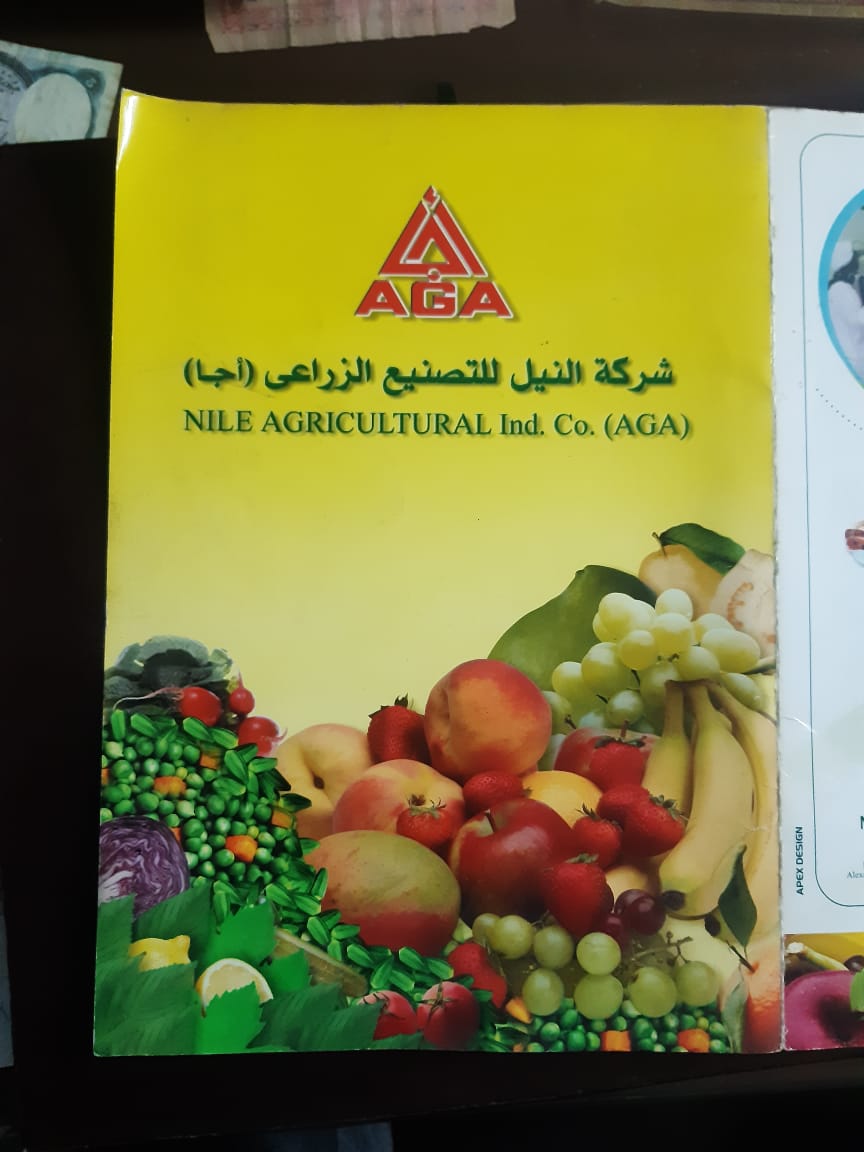 AGA
شركة النيل للتصنيع الزراعى (أجا)
NILE AGRICULTURAL Ind. Co. (AGA)
APEX DESIGN